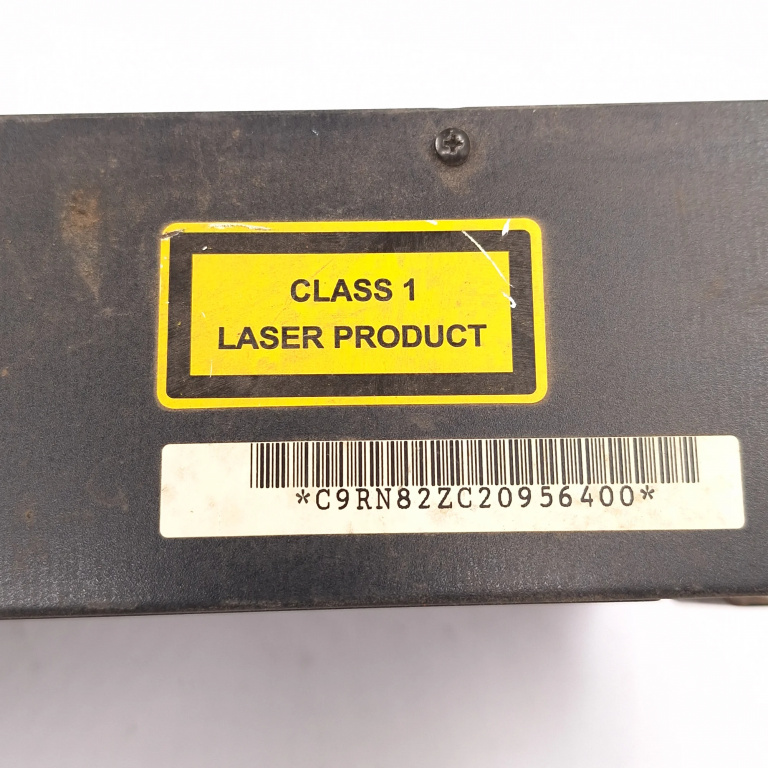 CLASS 1
LASER PRODUCT
*C9RN82ZC20956400*